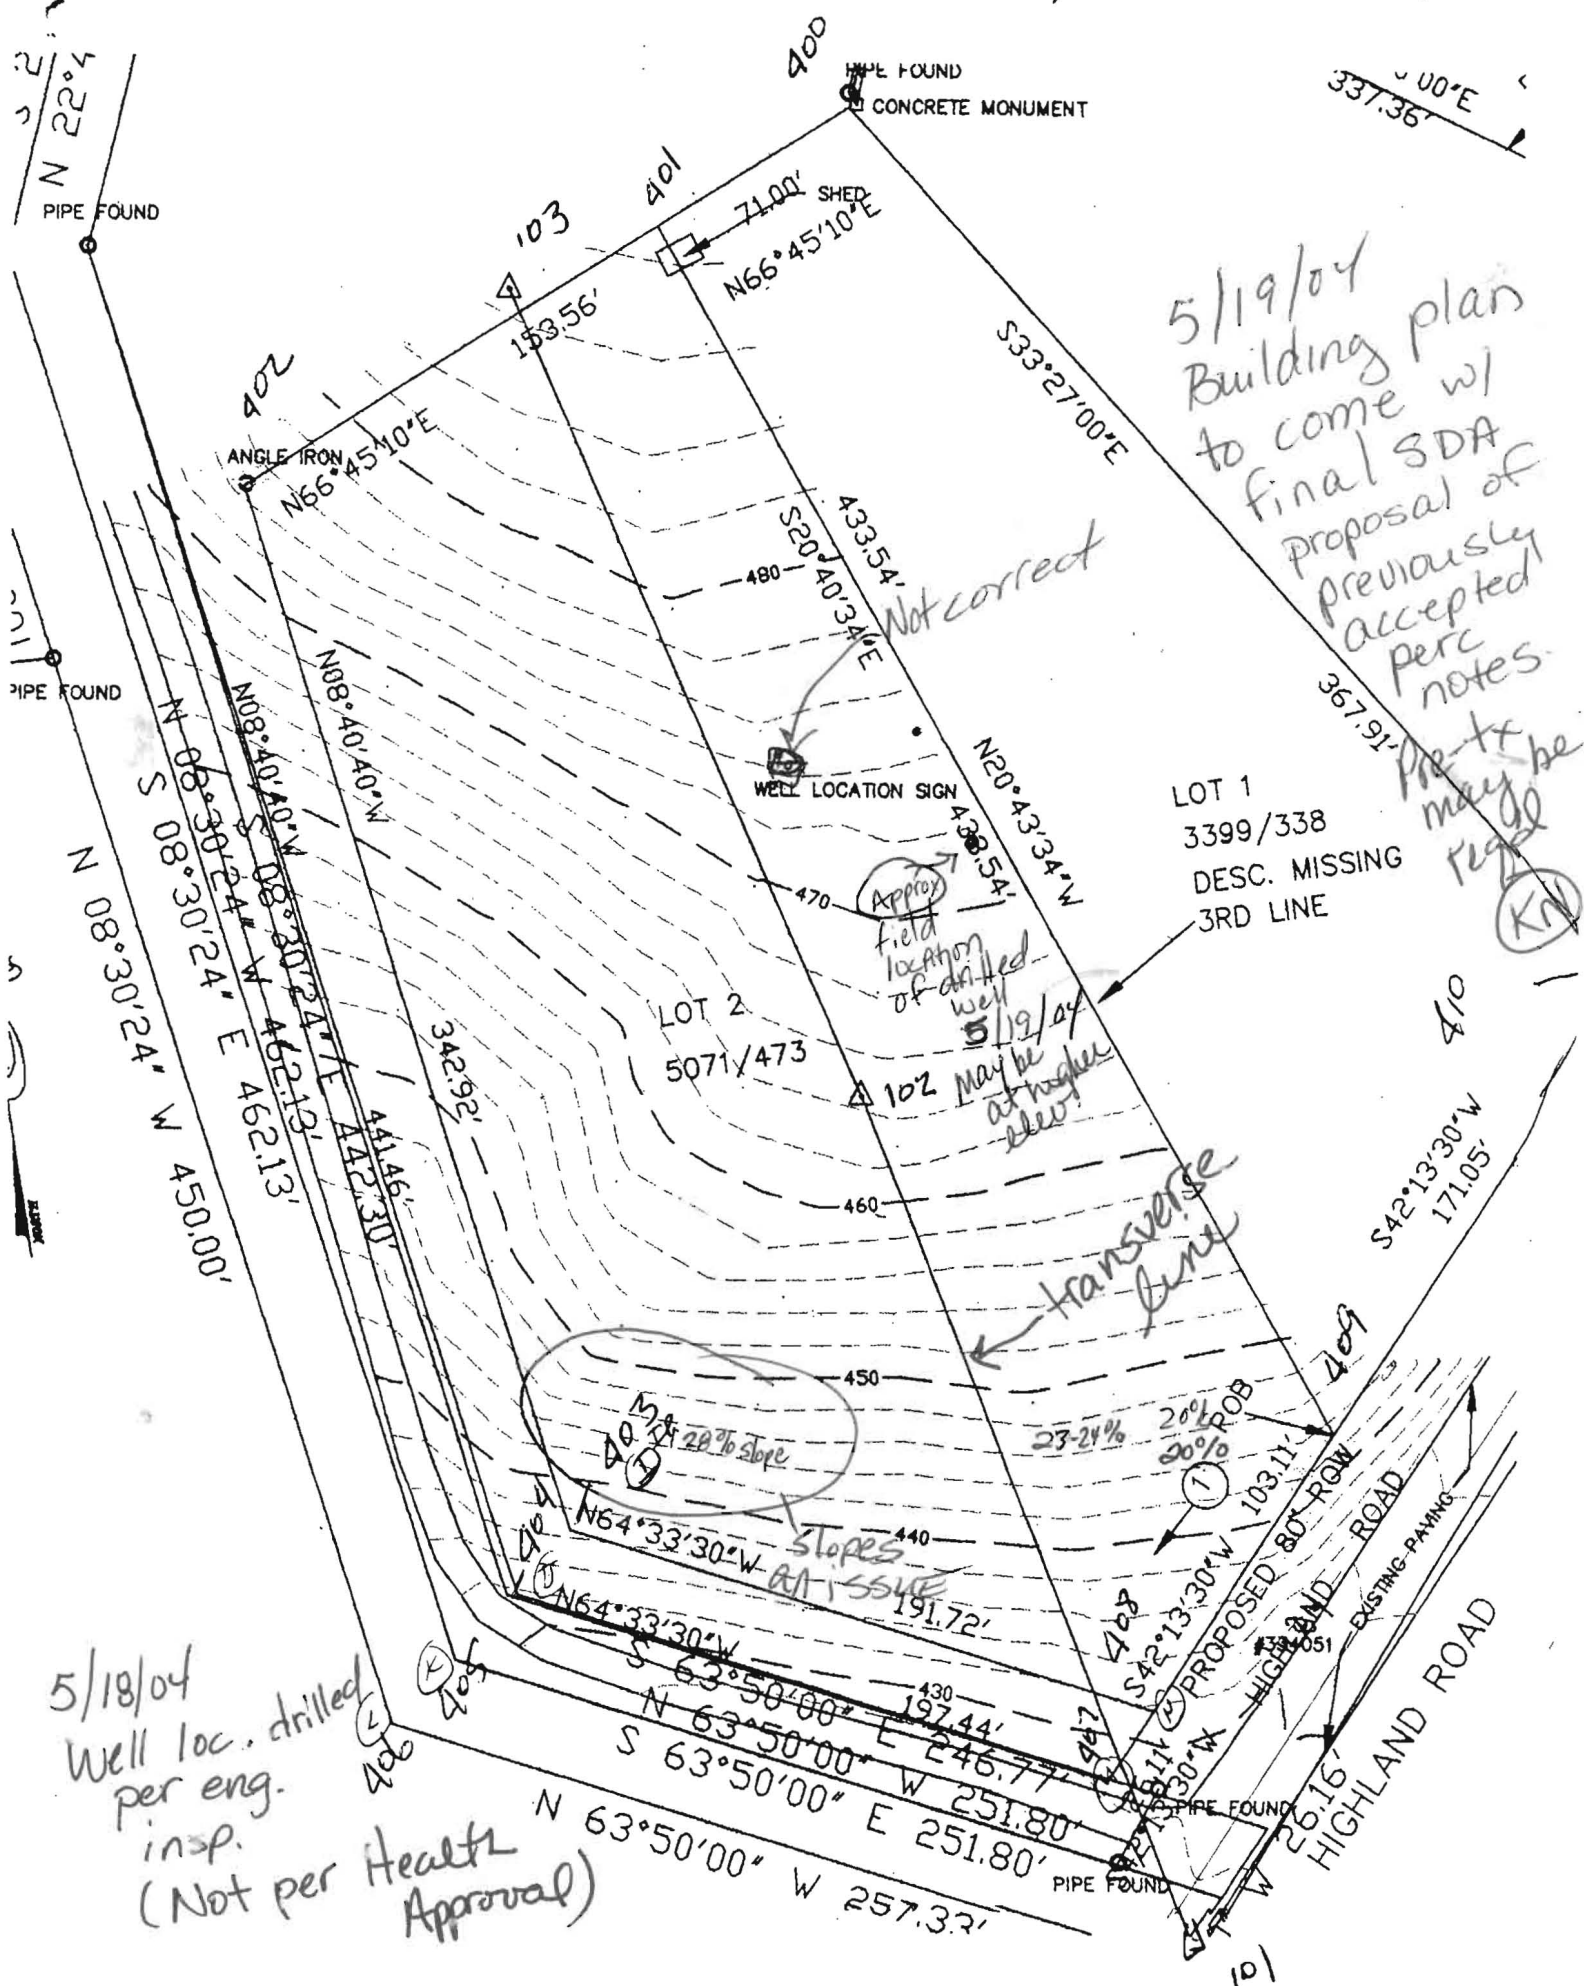 400
PIPE FOUND
CONCRETE MONUMENT
00"E
337.36'
N 22°4
PIPE FOUND
103
401
71.00' SHED
N66°45'10"E
153.56'
402
ANGLE IRON
N66°45'10"E
S33°27'00"E
367.91'
5/19/04
Building plan
to come w/
final SDA
proposal of
previously
accepted
perc
notes.
Pre-tx
may be
reqd
KN
433.54'
S20°40'34"E
480
Not correct
WELL LOCATION SIGN
433.54'
N20°43'34"W
LOT 1
3399/338
DESC. MISSING
3RD LINE
470
Approx
field
location
of drilled
well
5/19/04
May be
at higher
elev.
PIPE FOUND
N08°40'40"W
N08°40'40"W
N 08°30'24" W 462.13'
S 08°30'24" E 462.13'
S 08°30'24" E 442.30'
441.46'
342.92'
N 08°30'24" W 450.00'
LOT 2
5071/473
102
460
transverse
line
410
S42°13'30"W
171.05'
409
450
28% slope
23-24%
20%
20%
POB
1
103.11'
S42°13'30"W
PROPOSED 80' ROW
HIGHLAND ROAD
EXISTING PAVING
440
slopes
an issue
404
N64°33'30"W
191.72'
N64°33'30"W
197.44'
430
408
407
405
406
K
L
S 63°50'00" E 246.77'
N 63°50'00" W 251.80'
S 63°50'00" E 251.80'
N 63°50'00" W 257.33'
PIPE FOUND
PIPE FOUND
26.16'
HIGHLAND ROAD
101
5/18/04
Well loc. drilled
per eng.
insp.
(Not per Health
Approval)